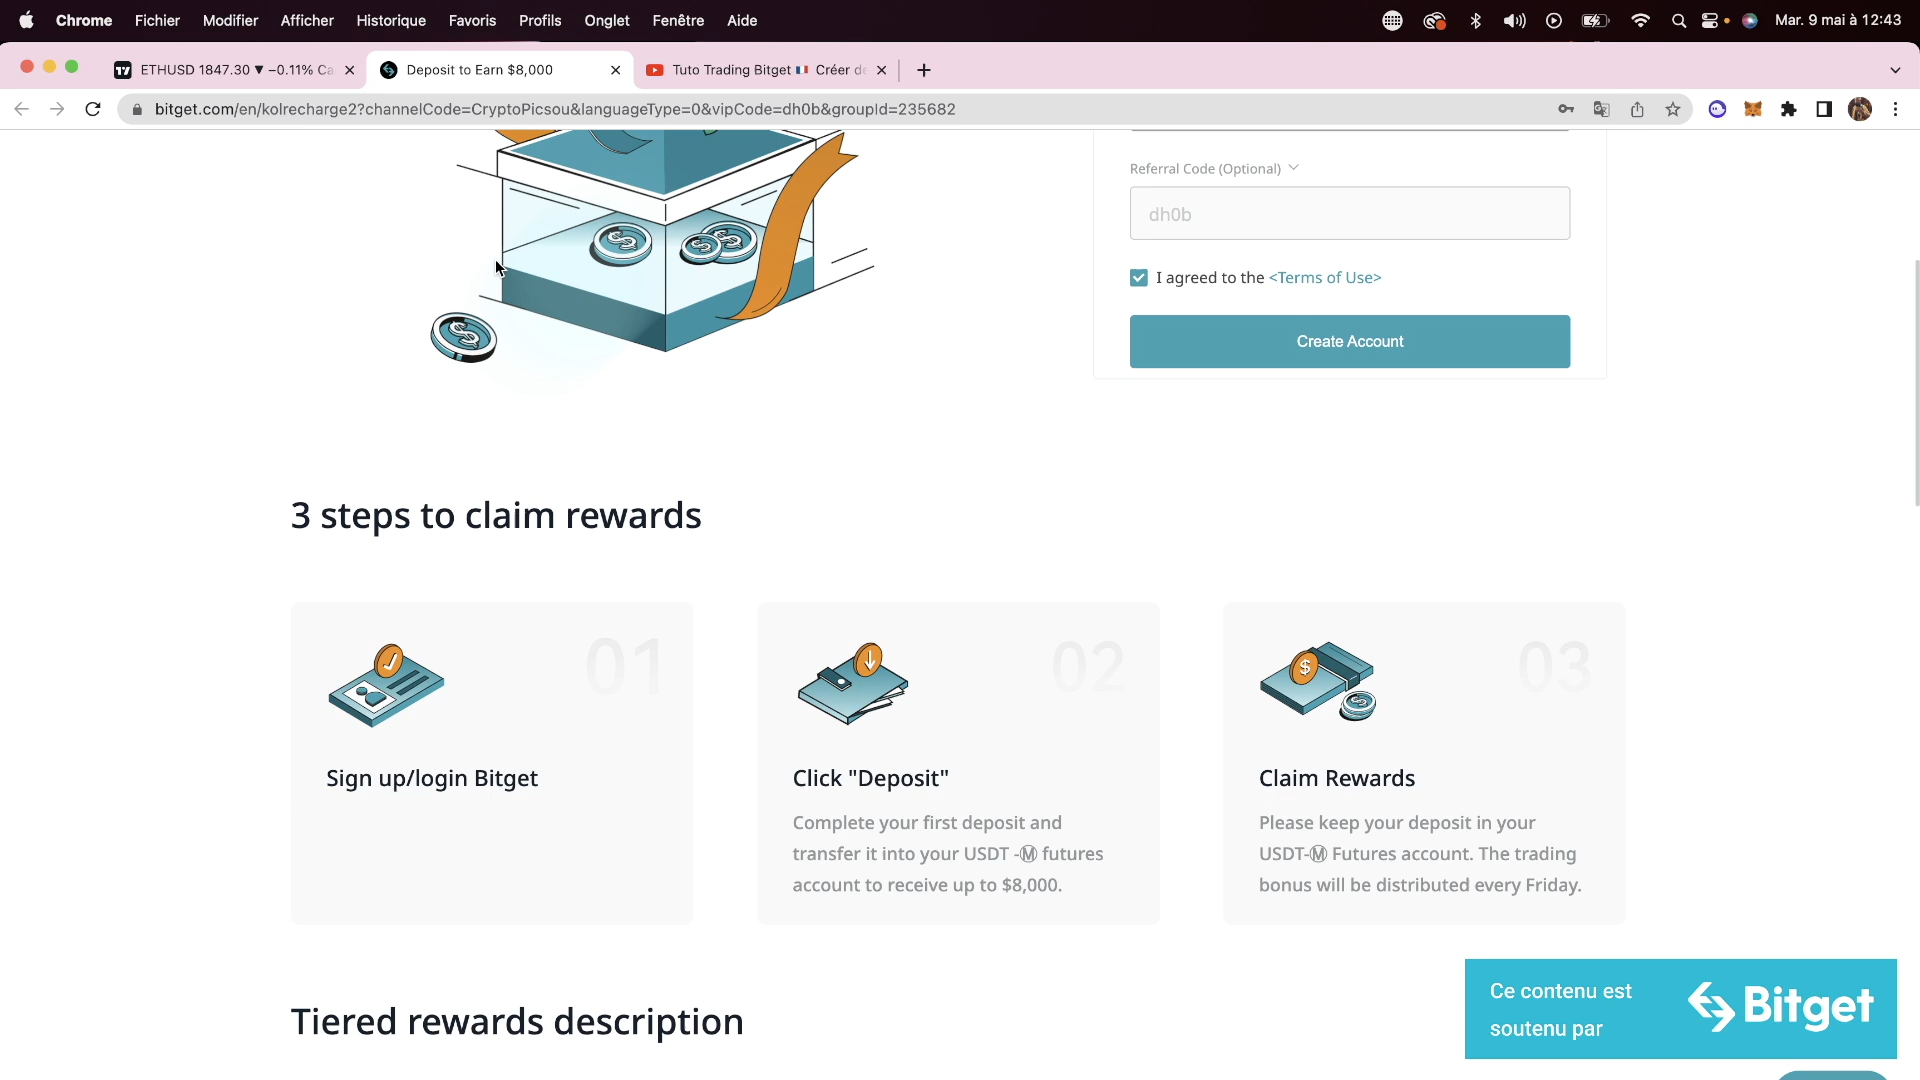 Chrome Fichier Modifier Afficher Historique Favoris Profils Onglet Fenêtre Aide Mar. 9 mai à 12:43
ETHUSD 1847.30 ▼ −0.11% Ca Deposit to Earn $8,000 Tuto Trading Bitget 🇫🇷 Créer de
bitget.com/en/kolrecharge2?channelCode=CryptoPicsou&languageType=0&vipCode=dh0b&groupId=235682
Referral Code (Optional)
dh0b
I agreed to the <Terms of Use>
Create Account
3 steps to claim rewards
01
Sign up/login Bitget
02
Click "Deposit"
Complete your first deposit and
transfer it into your USDT -Ⓜ futures
account to receive up to $8,000.
03
Claim Rewards
Please keep your deposit in your
USDT-Ⓜ Futures account. The trading
bonus will be distributed every Friday.
Tiered rewards description
Ce contenu est
soutenu par
Bitget